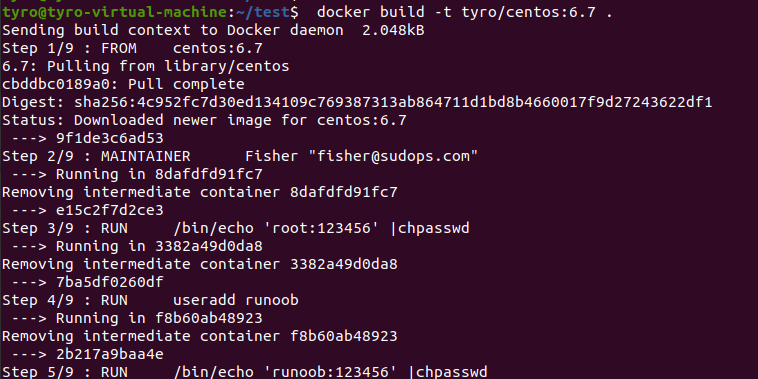 tyro@tyro-virtual-machine:~/test$ docker build -t tyro/centos:6.7 .
Sending build context to Docker daemon  2.048kB
Step 1/9 : FROM    centos:6.7
6.7: Pulling from library/centos
cbddbc0189a0: Pull complete
Digest: sha256:4c952fc7d30ed134109c769387313ab864711d1bd8b4660017f9d27243622df1
Status: Downloaded newer image for centos:6.7
 ---> 9f1de3c6ad53
Step 2/9 : MAINTAINER      Fisher "fisher@sudops.com"
 ---> Running in 8dafdfd91fc7
Removing intermediate container 8dafdfd91fc7
 ---> e15c2f7d2ce3
Step 3/9 : RUN     /bin/echo 'root:123456' |chpasswd
 ---> Running in 3382a49d0da8
Removing intermediate container 3382a49d0da8
 ---> 7ba5df0260df
Step 4/9 : RUN     useradd runoob
 ---> Running in f8b60ab48923
Removing intermediate container f8b60ab48923
 ---> 2b217a9baa4e
Step 5/9 : RUN     /bin/echo 'runoob:123456' |chpasswd